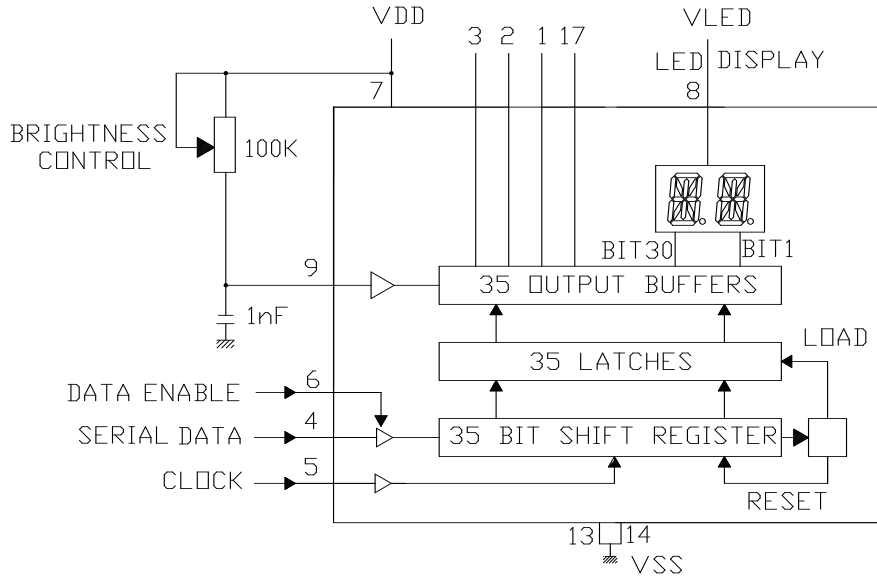 VDD
VLED
3 2 1 17
LED DISPLAY
7
8
BRIGHTNESS
CONTROL
100K
BIT30
BIT1
9
35 OUTPUT BUFFERS
1nF
LOAD
35 LATCHES
6
DATA ENABLE
4
SERIAL DATA
35 BIT SHIFT REGISTER
5
CLOCK
RESET
13 14
VSS